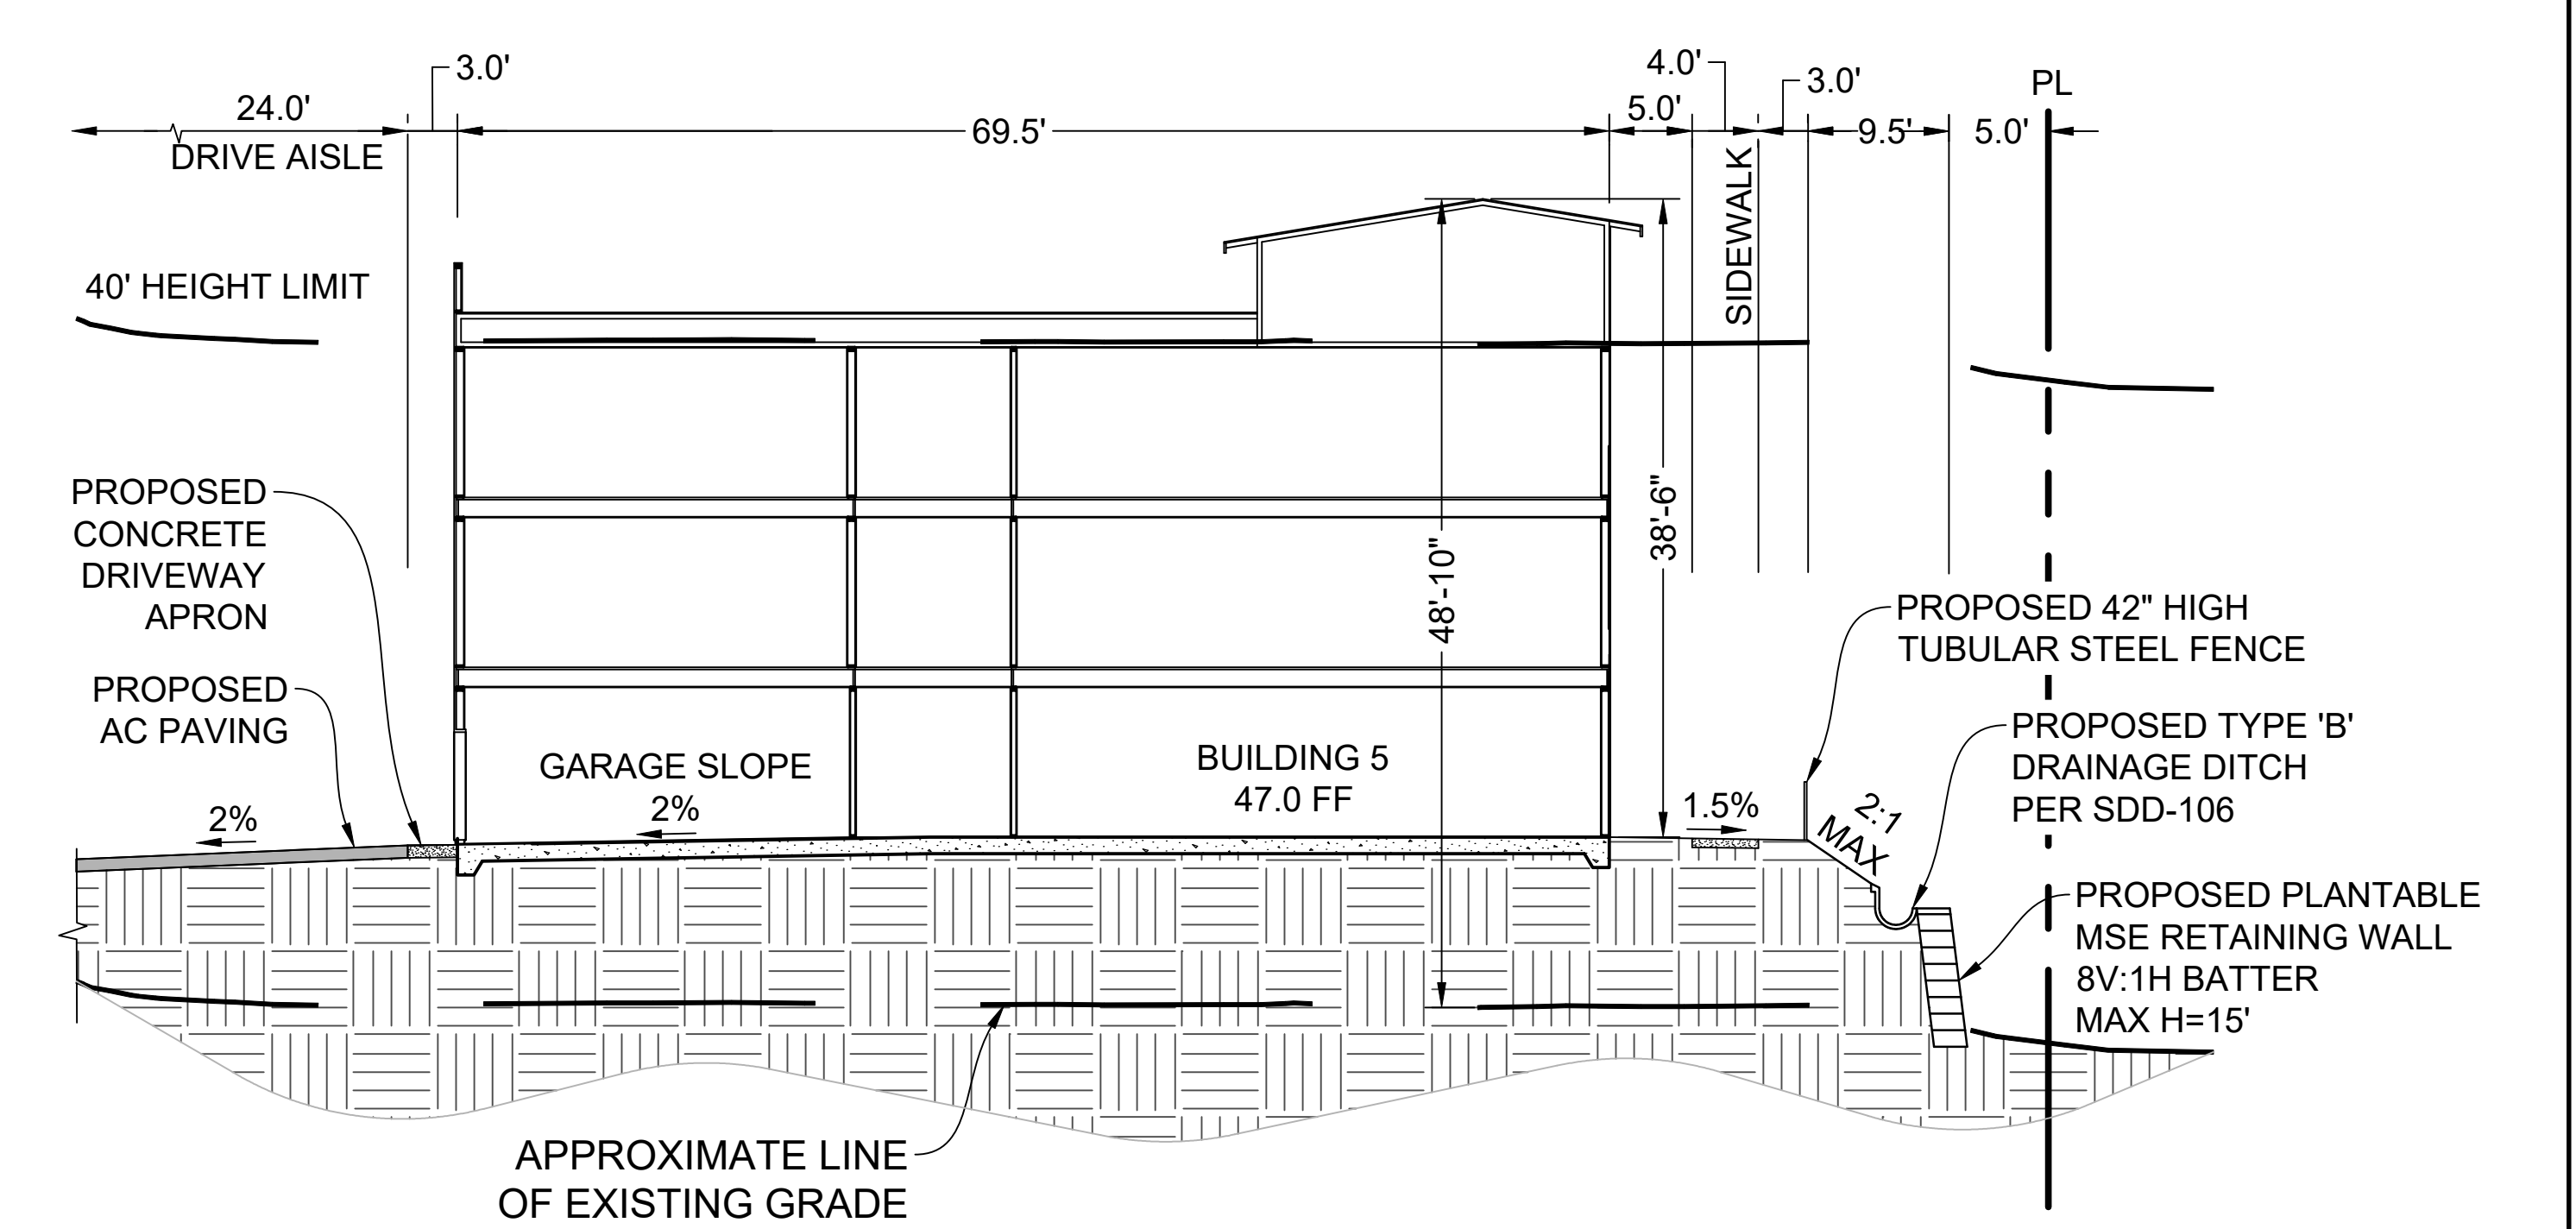 3.0'
4.0'
3.0'
PL
24.0'
69.5'
5.0'
9.5'
5.0'
DRIVE AISLE
SIDEWALK
40' HEIGHT LIMIT
PROPOSED
CONCRETE
DRIVEWAY
APRON
48'-10"
38'-6"
PROPOSED 42" HIGH
TUBULAR STEEL FENCE
PROPOSED
AC PAVING
PROPOSED TYPE 'B'
DRAINAGE DITCH
PER SDD-106
GARAGE SLOPE
2%
BUILDING 5
47.0 FF
2%
1.5%
2:1
MAX
PROPOSED PLANTABLE
MSE RETAINING WALL
8V:1H BATTER
MAX H=15'
APPROXIMATE LINE
OF EXISTING GRADE